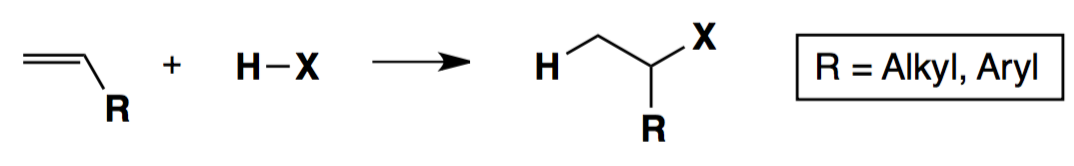 R + H–X H X R R = Alkyl, Aryl